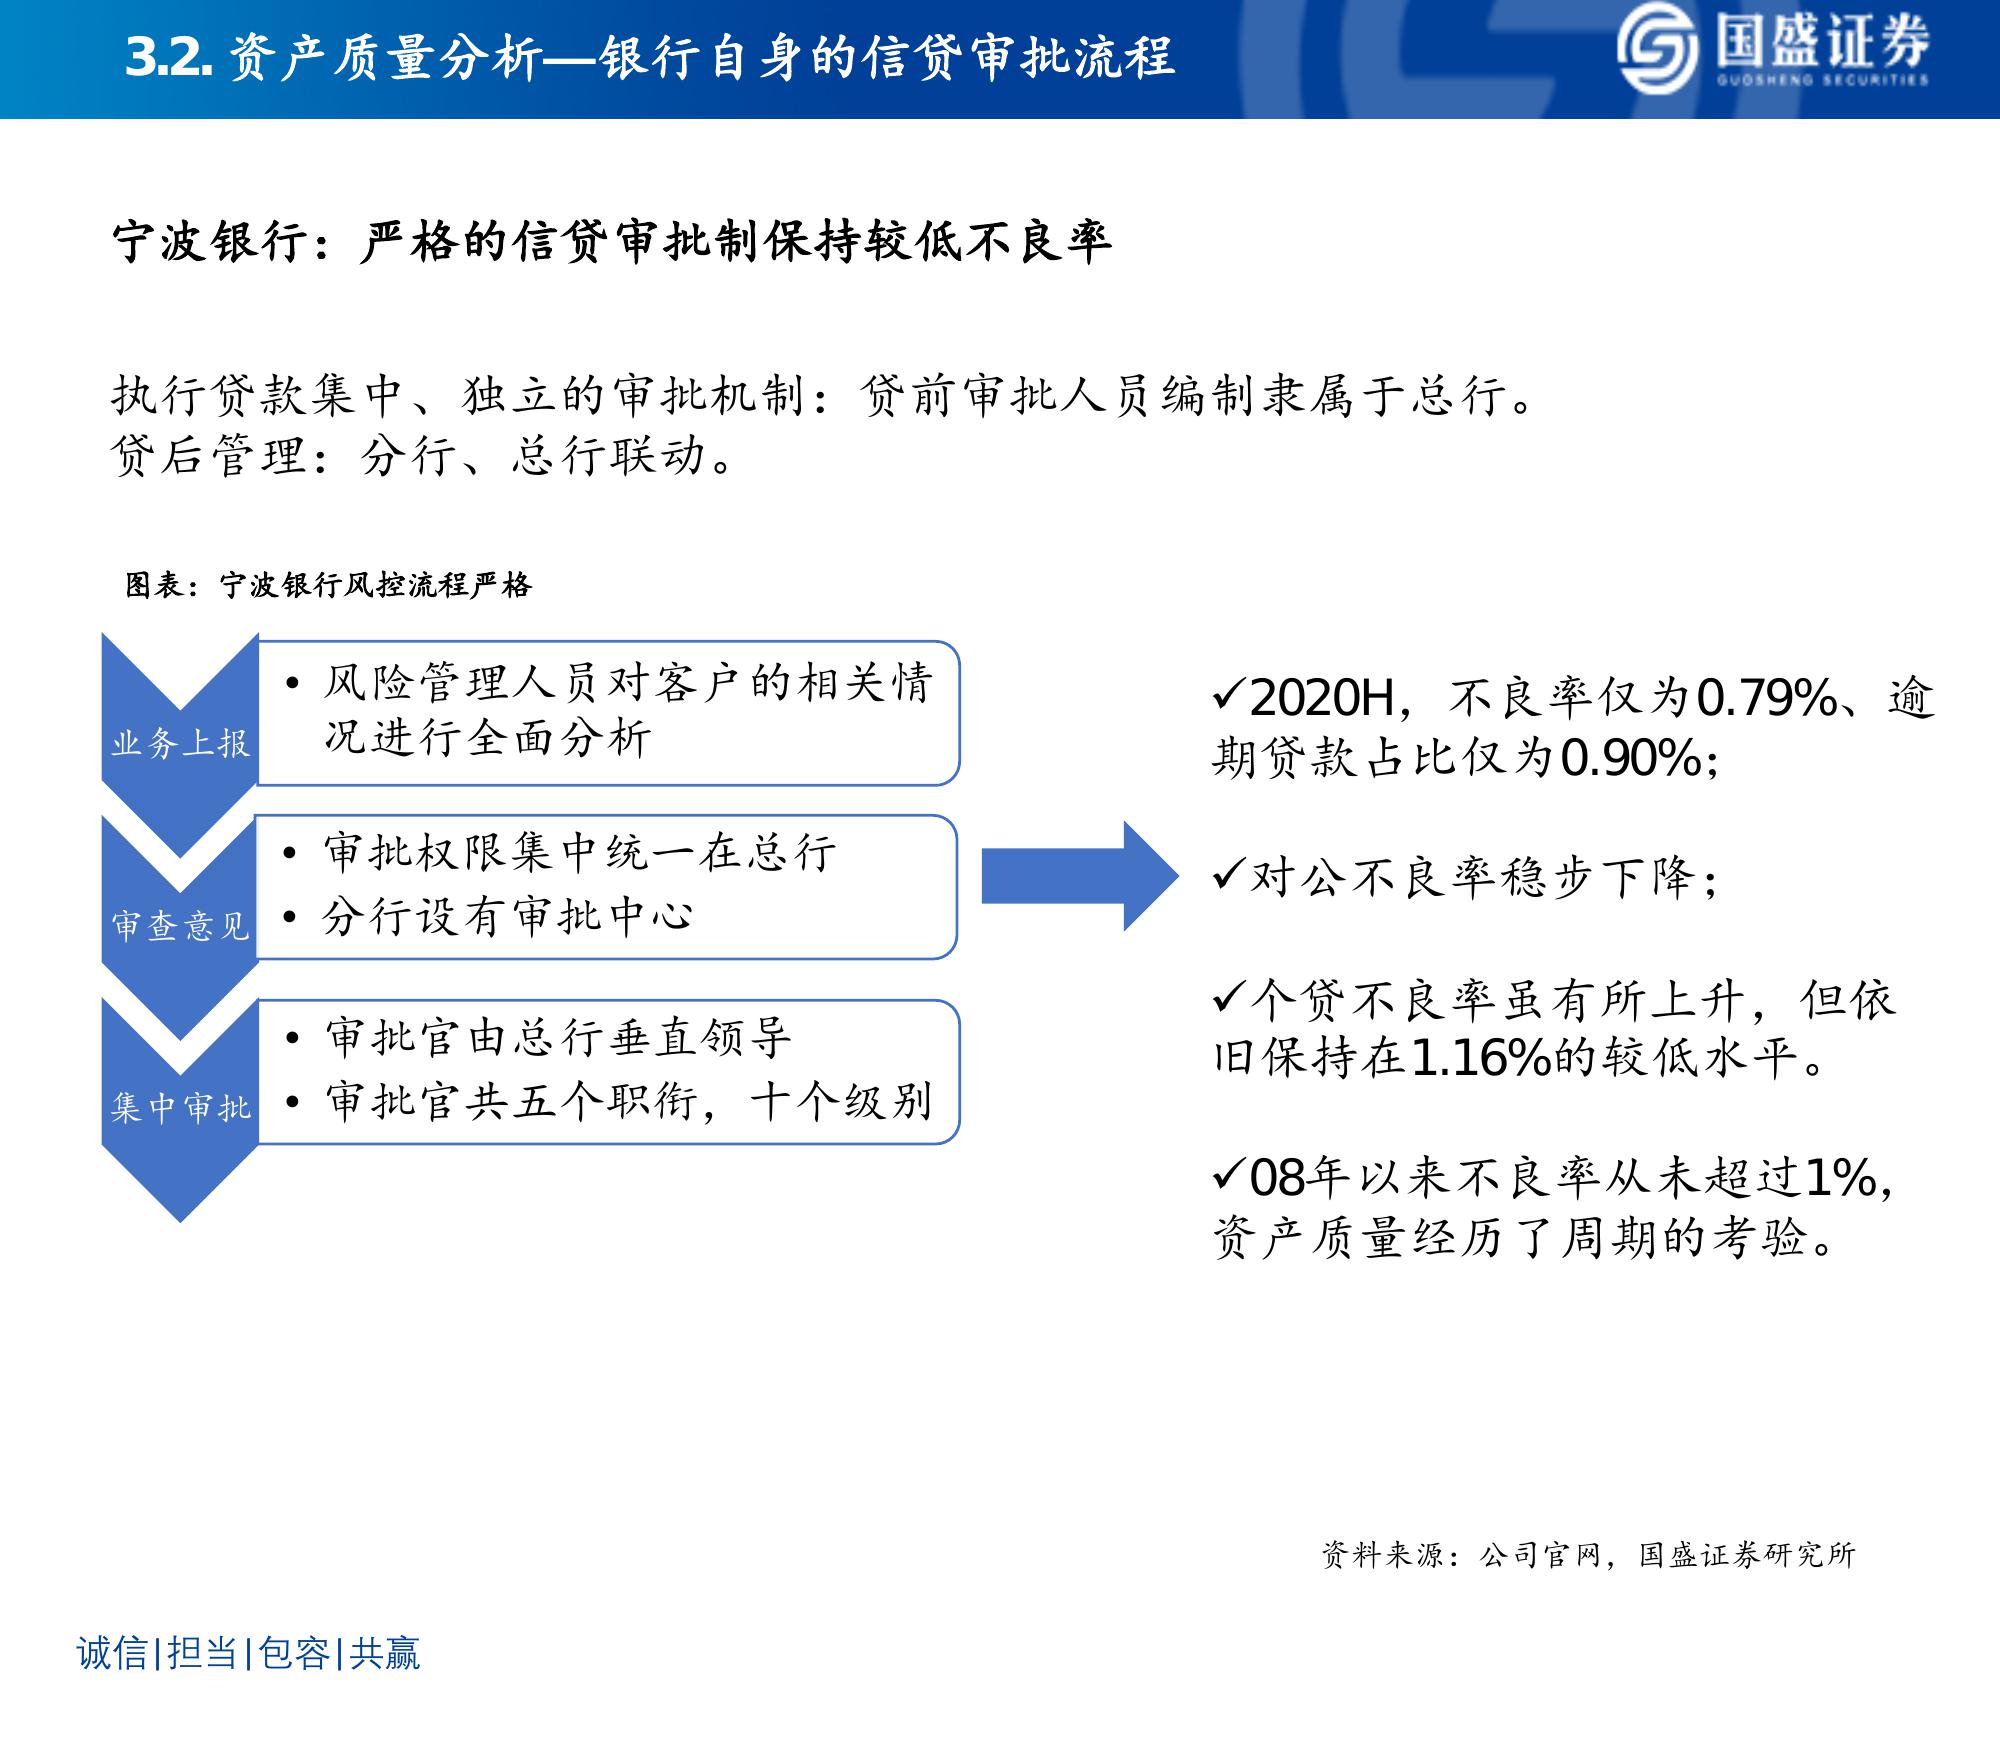 3.2. 资产质量分析—银行自身的信贷审批流程
国盛证券
GUOSHENG SECURITIES
宁波银行：严格的信贷审批制保持较低不良率
执行贷款集中、独立的审批机制：贷前审批人员编制隶属于总行。
贷后管理：分行、总行联动。
图表：宁波银行风控流程严格
业务上报
• 风险管理人员对客户的相关情
况进行全面分析
审查意见
• 审批权限集中统一在总行
• 分行设有审批中心
集中审批
• 审批官由总行垂直领导
• 审批官共五个职衔，十个级别
✓2020H，不良率仅为0.79%、逾
期贷款占比仅为0.90%；
✓对公不良率稳步下降；
✓个贷不良率虽有所上升，但依
旧保持在1.16%的较低水平。
✓08年以来不良率从未超过1%，
资产质量经历了周期的考验。
资料来源：公司官网，国盛证券研究所
诚信|担当|包容|共赢